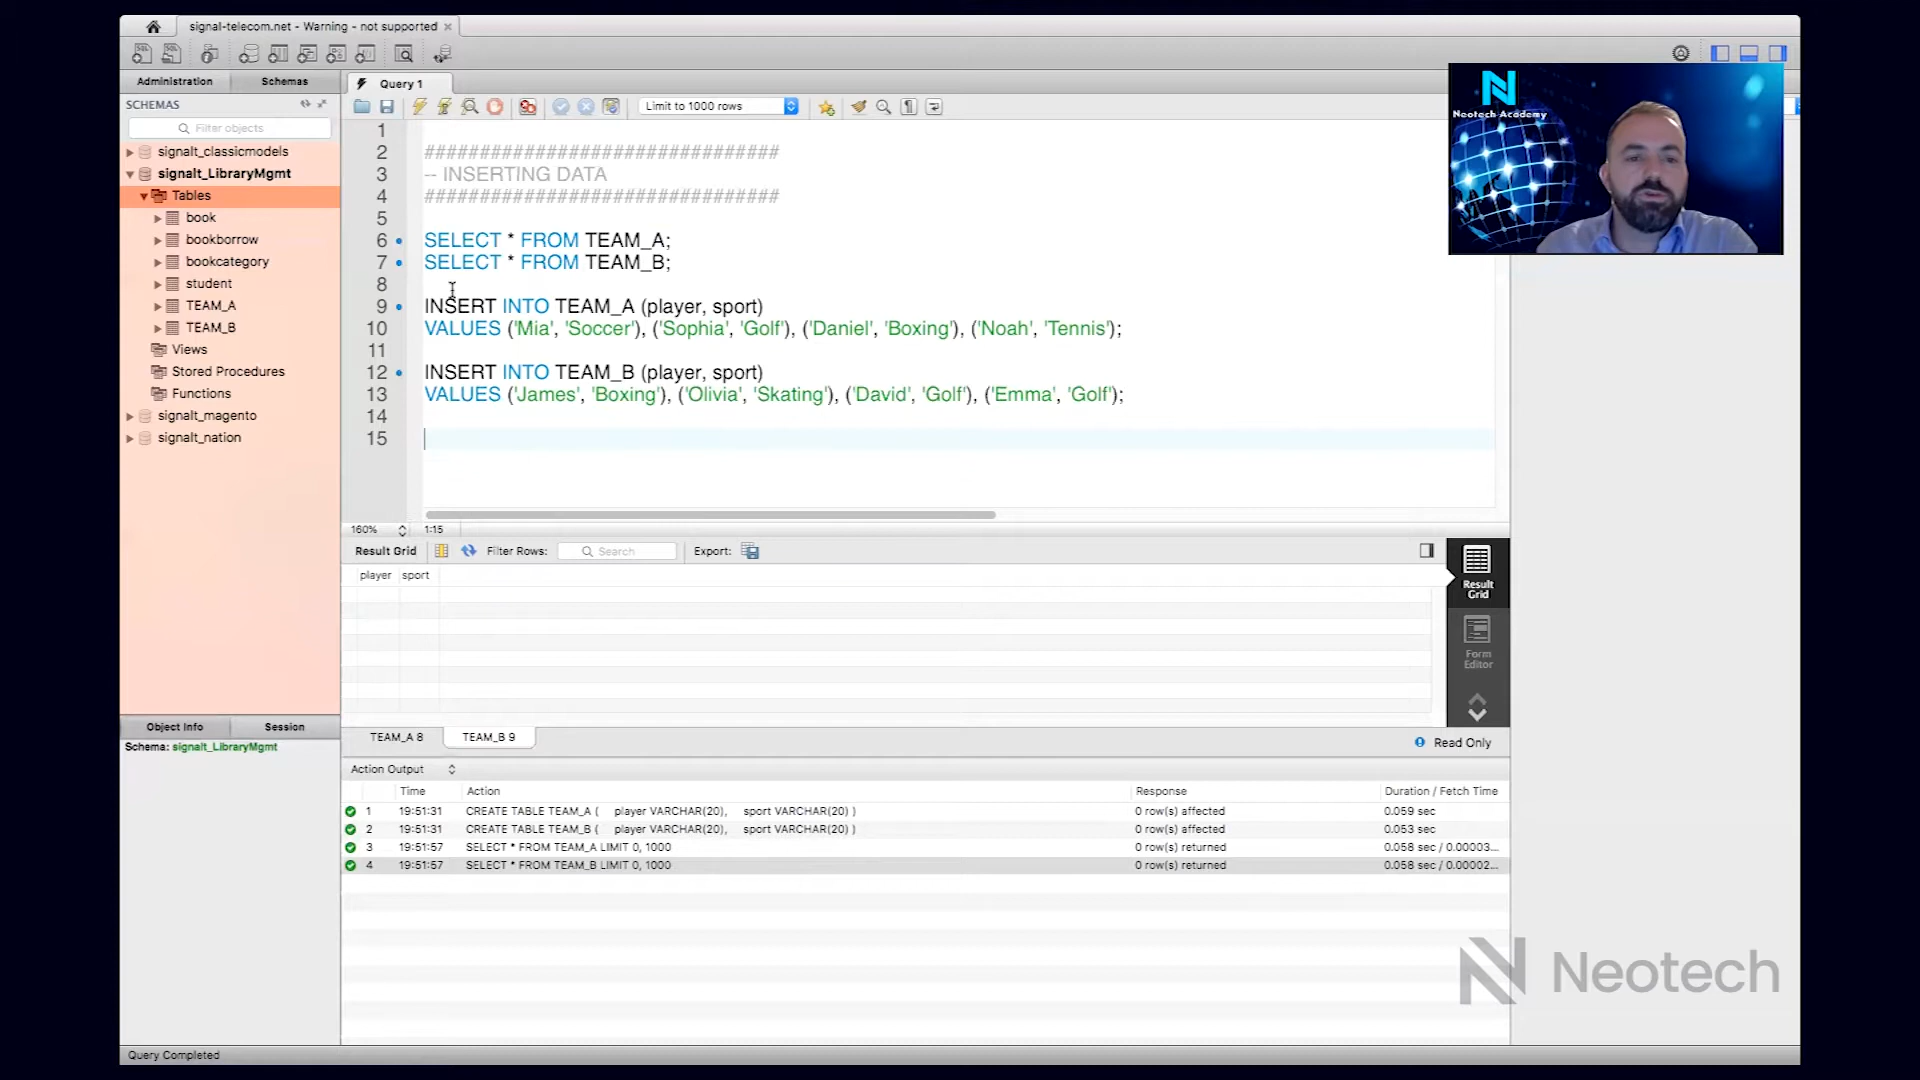 signal-telecom.net - Warning - not supported
Administration
Schemas
Query 1
SCHEMAS
Filter objects
Limit to 1000 rows
Neotech Academy
signalt_classicmodels
signalt_LibraryMgmt
Tables
book
bookborrow
bookcategory
student
TEAM_A
TEAM_B
Views
Stored Procedures
Functions
signalt_magento
signalt_nation
1
2 ################################
3 -- INSERTING DATA
4 ################################
5
6 SELECT * FROM TEAM_A;
7 SELECT * FROM TEAM_B;
8
9 INSERT INTO TEAM_A (player, sport)
10 VALUES ('Mia', 'Soccer'), ('Sophia', 'Golf'), ('Daniel', 'Boxing'), ('Noah', 'Tennis');
11
12 INSERT INTO TEAM_B (player, sport)
13 VALUES ('James', 'Boxing'), ('Olivia', 'Skating'), ('David', 'Golf'), ('Emma', 'Golf');
14
15
160% 1:15
Result Grid Filter Rows: Search Export:
player sport
Result Grid
Form Editor
Object Info Session
Schema: signalt_LibraryMgmt
TEAM_A 8 TEAM_B 9 Read Only
Action Output
Time Action Response Duration / Fetch Time
1 19:51:31 CREATE TABLE TEAM_A ( player VARCHAR(20), sport VARCHAR(20) ) 0 row(s) affected 0.059 sec
2 19:51:31 CREATE TABLE TEAM_B ( player VARCHAR(20), sport VARCHAR(20) ) 0 row(s) affected 0.053 sec
3 19:51:57 SELECT * FROM TEAM_A LIMIT 0, 1000 0 row(s) returned 0.058 sec / 0.00003...
4 19:51:57 SELECT * FROM TEAM_B LIMIT 0, 1000 0 row(s) returned 0.058 sec / 0.00002...
Neotech
Query Completed